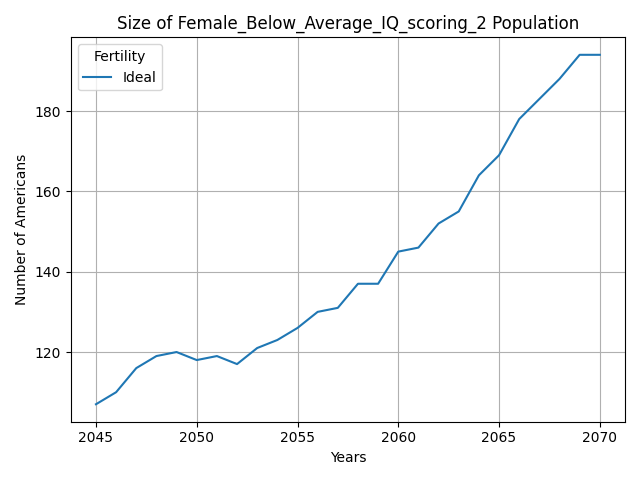 Size of Female_Below_Average_IQ_scoring_2 Population
Fertility
Ideal
Number of Americans
180
160
140
120
2045 2050 2055 2060 2065 2070
Years